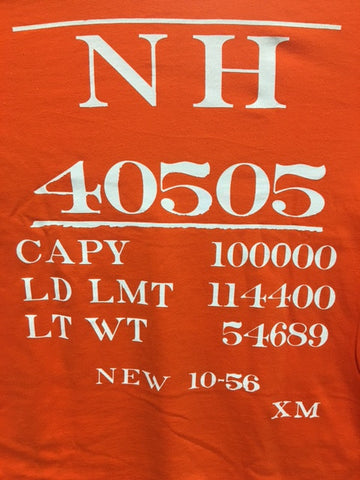 NH
40505
CAPY 100000
LD LMT 114400
LT WT 54689
NEW 10-56
XM